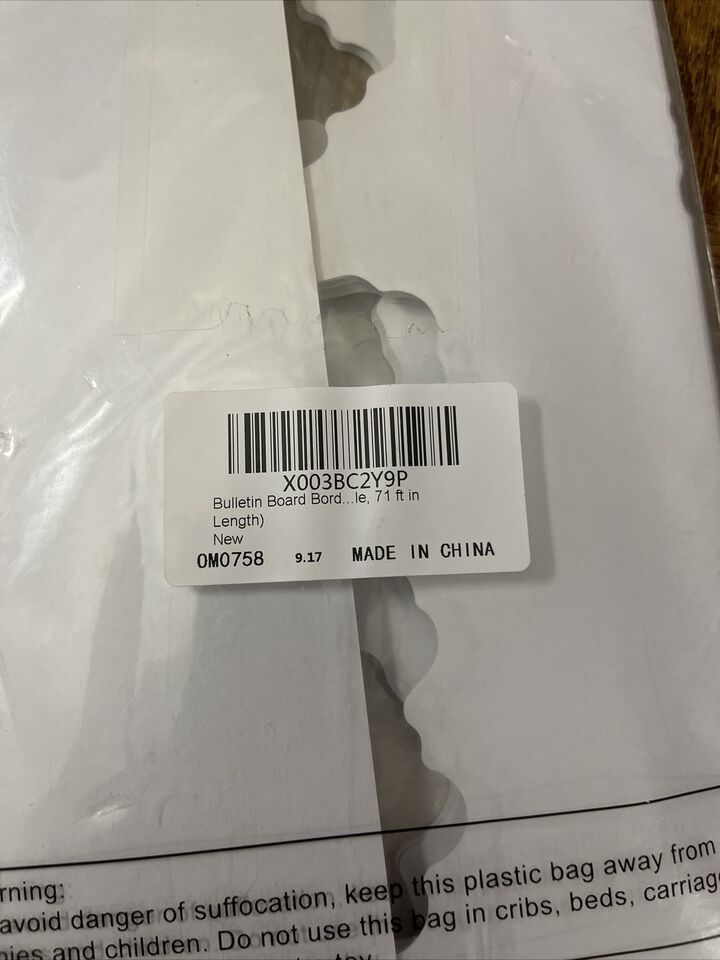 X003BC2Y9P
Bulletin Board Bord...le, 71 ft in
Length)
New
OM0758 9.17 MADE IN CHINA
rning:
avoid danger of suffocation, keep this plastic bag away from
ies and children. Do not use this bag in cribs, beds, carriag